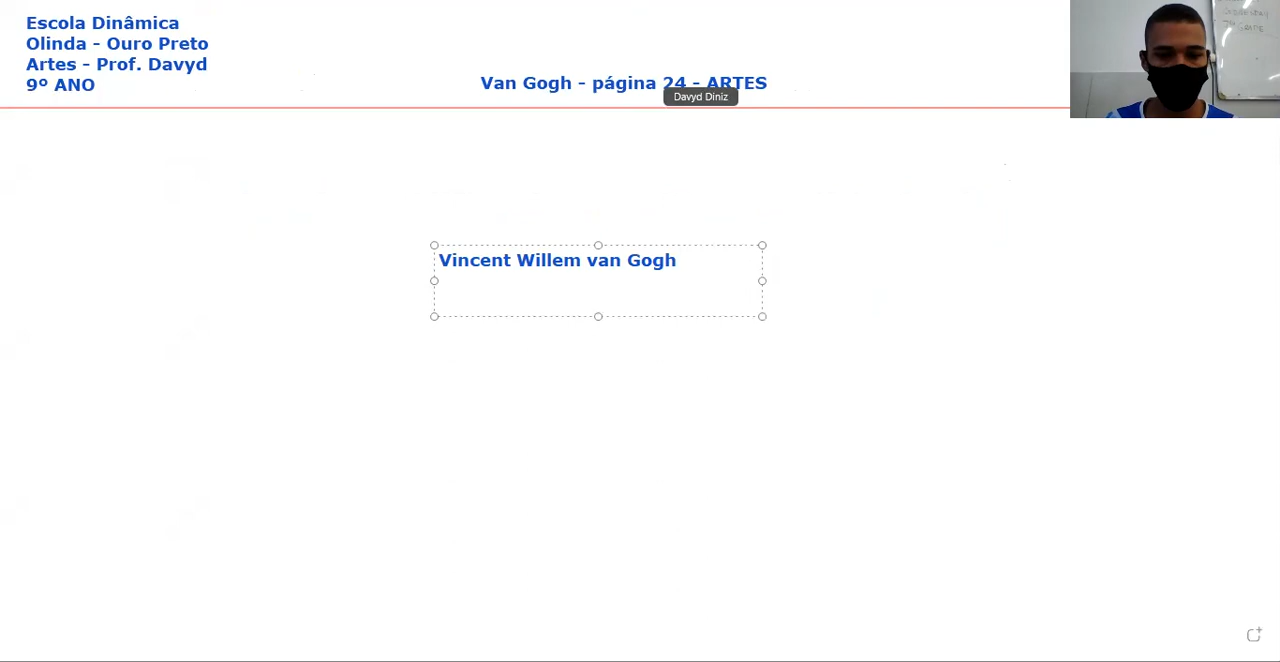 Escola Dinâmica
Olinda - Ouro Preto
Artes - Prof. Davyd
9º ANO
Van Gogh - página 24 - ARTES
Davyd Diniz
Vincent Willem van Gogh